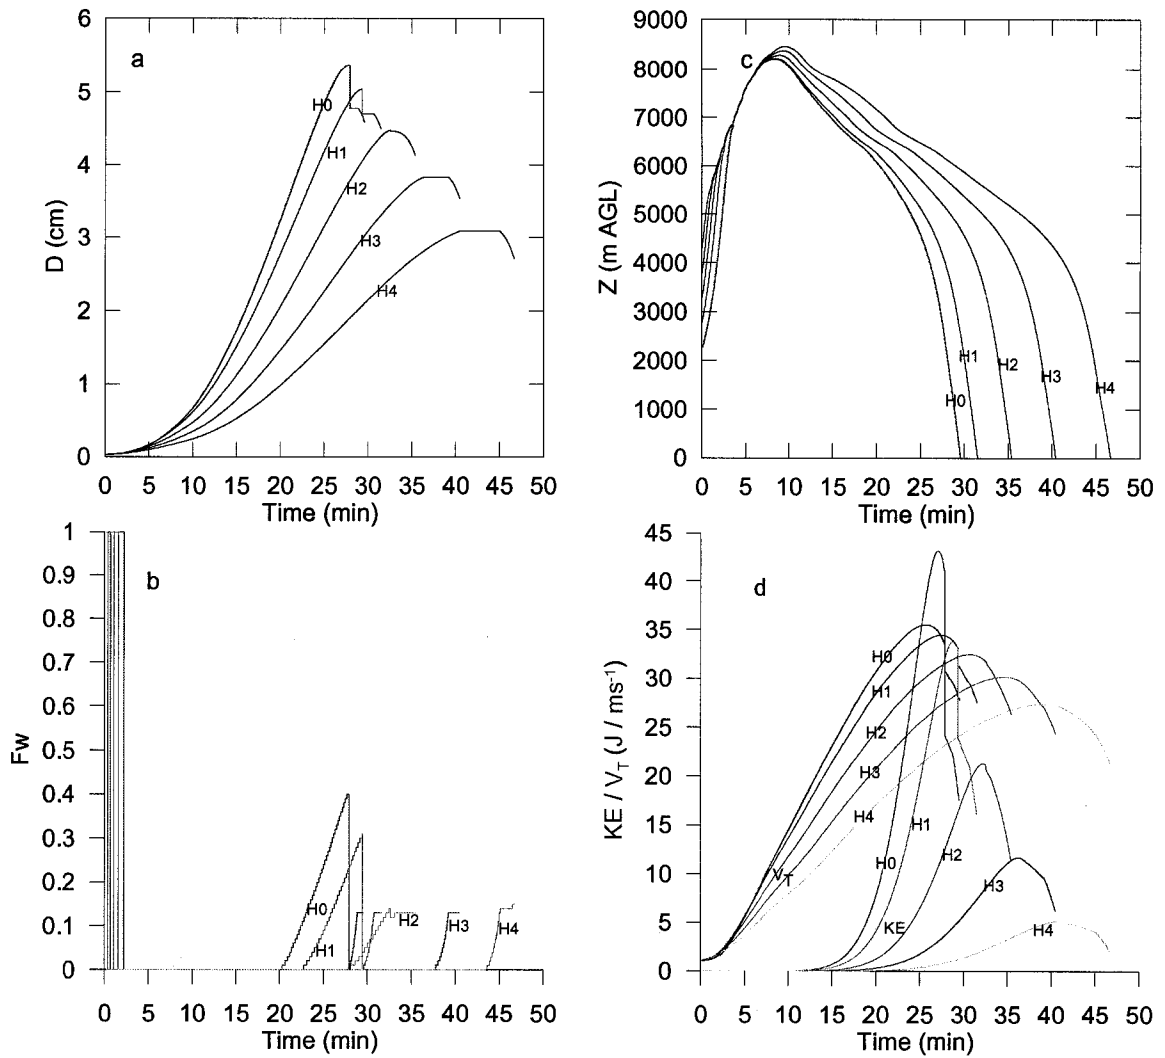 a
D (cm)
6
5
4
3
2
1
0
H0
H1
H2
H3
H4
0 5 10 15 20 25 30 35 40 45 50
Time (min)
c
Z (m AGL)
9000
8000
7000
6000
5000
4000
3000
2000
1000
0
H0
H1
H2
H3
H4
0 5 10 15 20 25 30 35 40 45 50
Time (min)
b
Fw
1
0.9
0.8
0.7
0.6
0.5
0.4
0.3
0.2
0.1
0
H0
H1
H2
H3
H4
0 5 10 15 20 25 30 35 40 45 50
Time (min)
d
KE / V_T (J / ms⁻¹)
45
40
35
30
25
20
15
10
5
0
H0
H1
H2
H3
H4
V_T
H0
H1
H2
H3
H4
KE
0 5 10 15 20 25 30 35 40 45 50
Time (min)